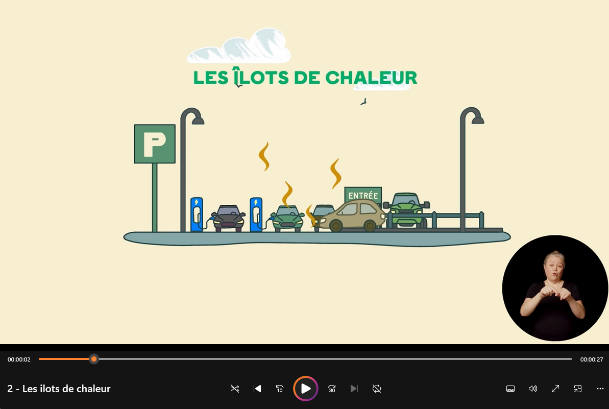 LES ÎLOTS DE CHALEUR
P
ENTRÉE
00:00:02
00:00:27
2 - Les ilots de chaleur